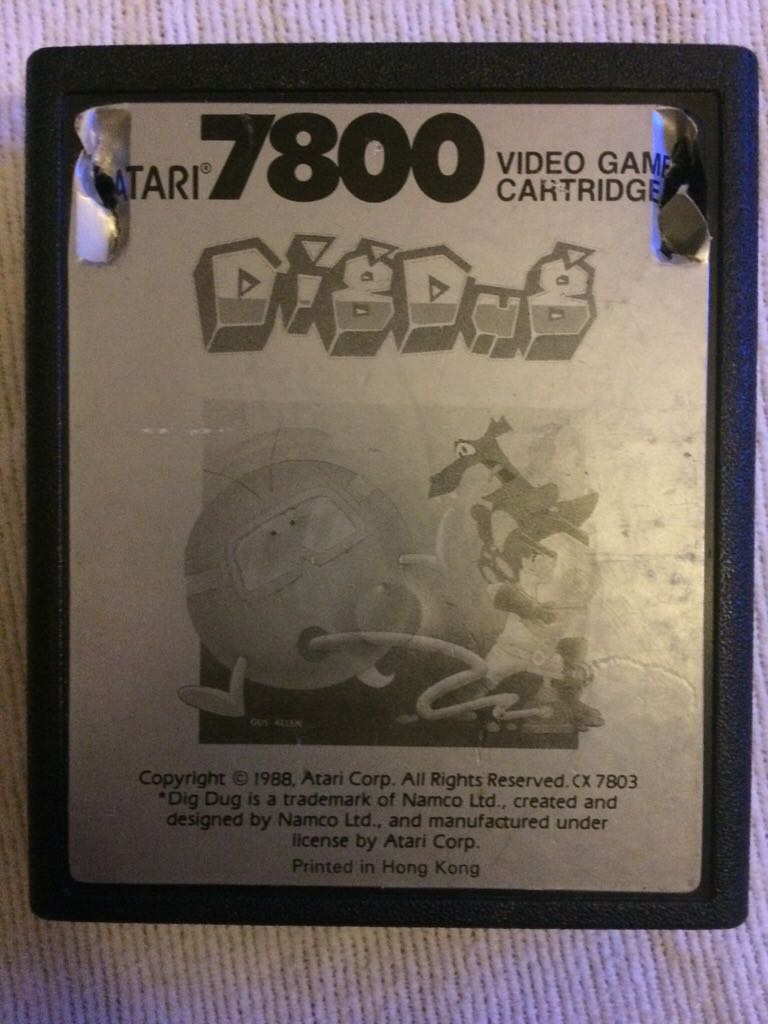 ATARI® 7800 VIDEO GAME
CARTRIDGE
Dig Dug
GUY ALLEN
Copyright © 1988, Atari Corp. All Rights Reserved. CX 7803
*Dig Dug is a trademark of Namco Ltd., created and
designed by Namco Ltd., and manufactured under
license by Atari Corp.
Printed in Hong Kong